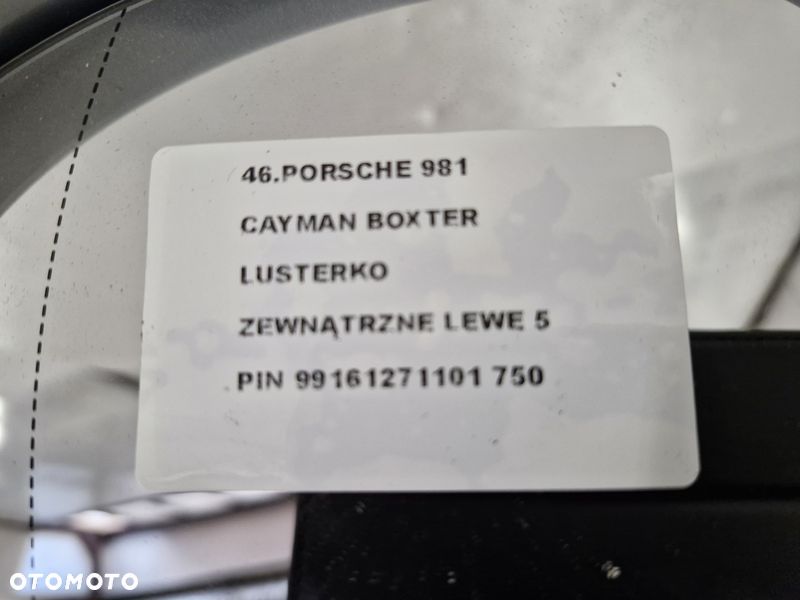 46.PORSCHE 981
CAYMAN BOXTER
LUSTERKO
ZEWNĄTRZNE LEWE 5
PIN 99161271101 750
OTOMOTO